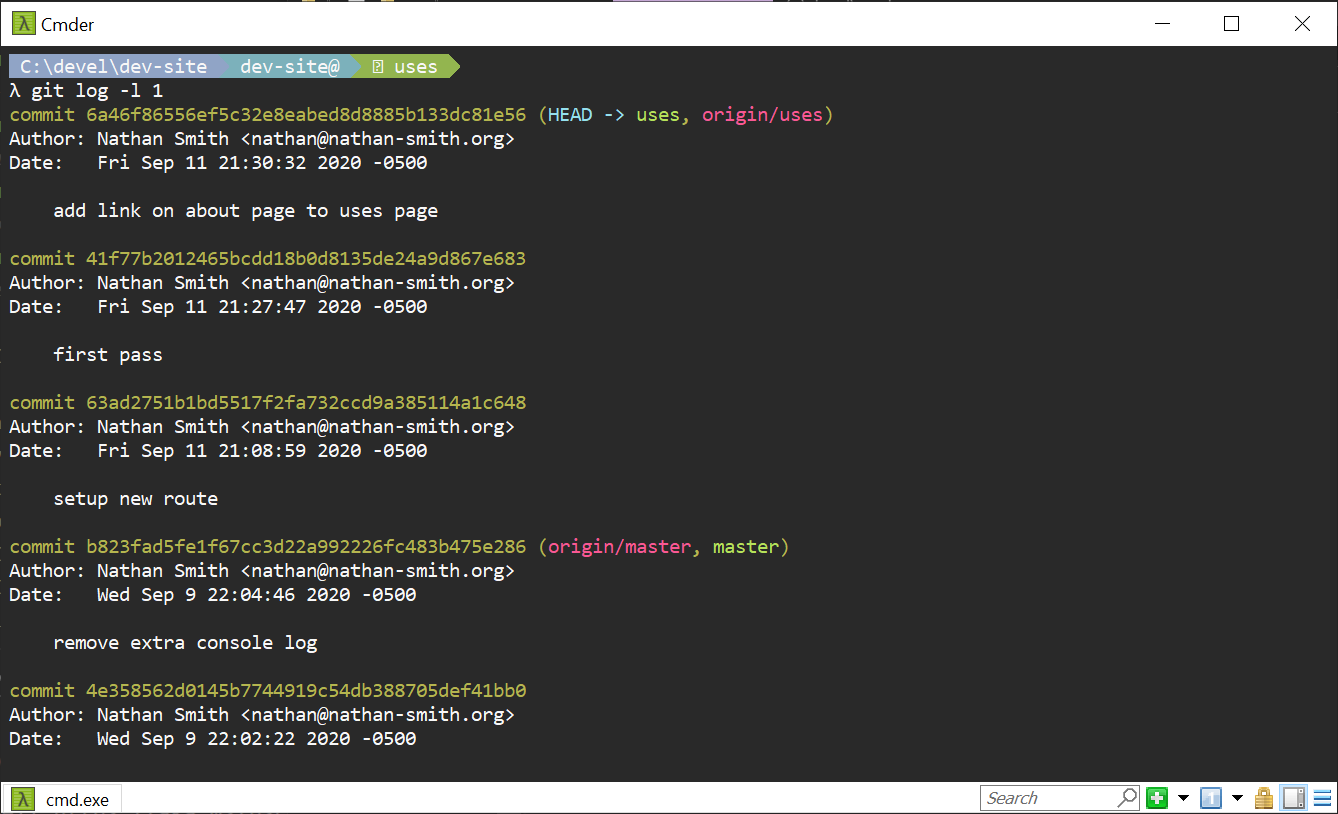 Cmder
C:\devel\dev-site dev-site@ uses
λ git log -l 1
commit 6a46f86556ef5c32e8eabed8d8885b133dc81e56 (HEAD -> uses, origin/uses)
Author: Nathan Smith <nathan@nathan-smith.org>
Date:   Fri Sep 11 21:30:32 2020 -0500
add link on about page to uses page
commit 41f77b2012465bcdd18b0d8135de24a9d867e683
Author: Nathan Smith <nathan@nathan-smith.org>
Date:   Fri Sep 11 21:27:47 2020 -0500
first pass
commit 63ad2751b1bd5517f2fa732ccd9a385114a1c648
Author: Nathan Smith <nathan@nathan-smith.org>
Date:   Fri Sep 11 21:08:59 2020 -0500
setup new route
commit b823fad5fe1f67cc3d22a992226fc483b475e286 (origin/master, master)
Author: Nathan Smith <nathan@nathan-smith.org>
Date:   Wed Sep 9 22:04:46 2020 -0500
remove extra console log
commit 4e358562d0145b7744919c54db388705def41bb0
Author: Nathan Smith <nathan@nathan-smith.org>
Date:   Wed Sep 9 22:02:22 2020 -0500
λ cmd.exe Search 1